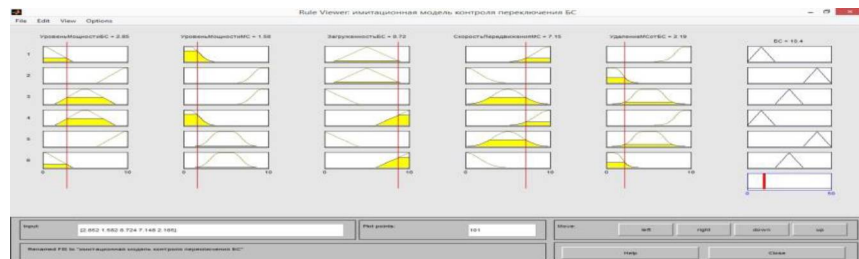 Rule Viewer: имитационная модель контроля переключения БС
File Edit View Options
УровеньМощностиБС = 2.85
УровеньМощностиМС = 1.58
ЗагруженностьБС = 8.72
СкоростьПередвиженияМС = 7.15
УдалениеМСотБС = 2.19
БС = 10.4
1
2
3
4
5
6
0 10
0 10
0 10
0 10
0 10
0 50
Input:
[2.852 1.582 8.724 7.148 2.185]
Plot points:
101
Move:
left
right
down
up
Renamed FIS to "имитационная модель контроля переключения БС"
Help
Close